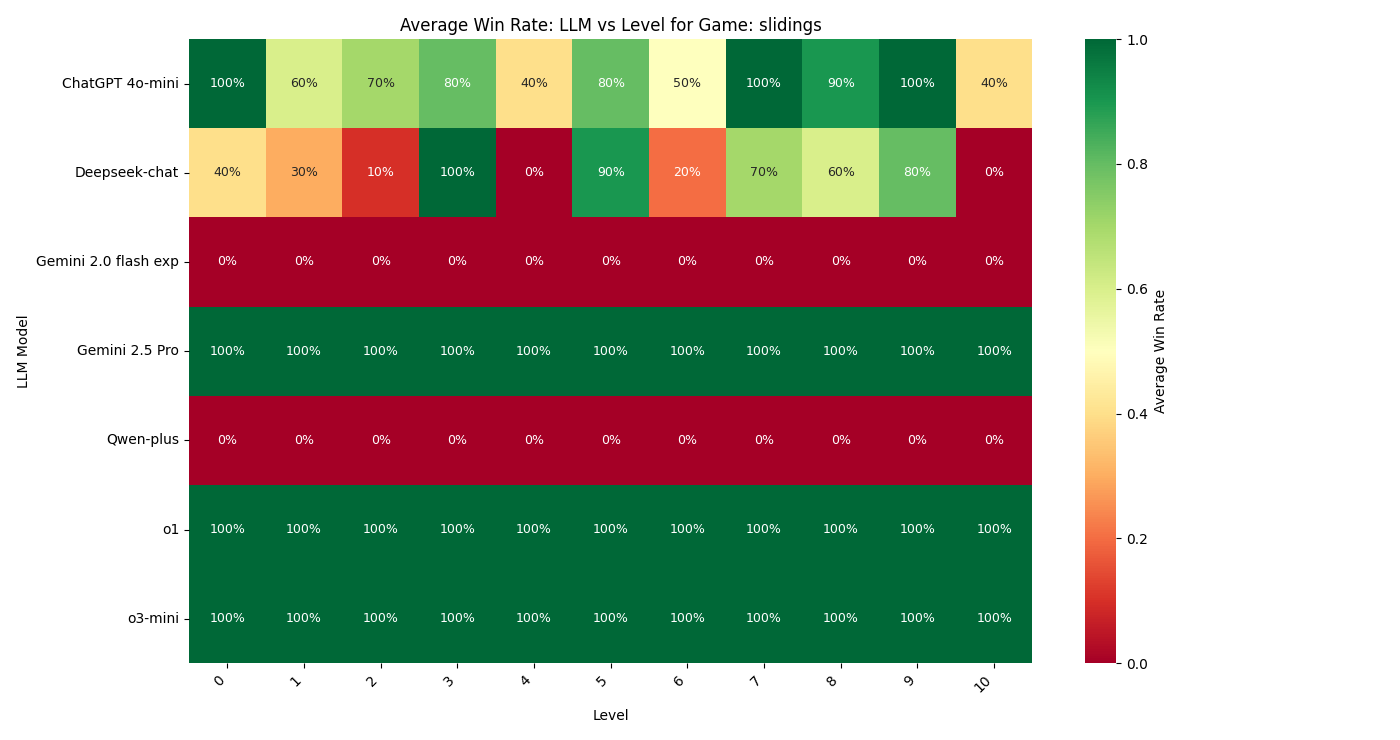 Average Win Rate: LLM vs Level for Game: slidings
ChatGPT 4o-mini 100% 60% 70% 80% 40% 80% 50% 100% 90% 100% 40%
Deepseek-chat 40% 30% 10% 100% 0% 90% 20% 70% 60% 80% 0%
Gemini 2.0 flash exp 0% 0% 0% 0% 0% 0% 0% 0% 0% 0% 0%
Gemini 2.5 Pro 100% 100% 100% 100% 100% 100% 100% 100% 100% 100% 100%
Qwen-plus 0% 0% 0% 0% 0% 0% 0% 0% 0% 0% 0%
o1 100% 100% 100% 100% 100% 100% 100% 100% 100% 100% 100%
o3-mini 100% 100% 100% 100% 100% 100% 100% 100% 100% 100% 100%
0 1 2 3 4 5 6 7 8 9 10
Level
LLM Model
1.0
0.8
0.6
0.4
0.2
0.0
Average Win Rate